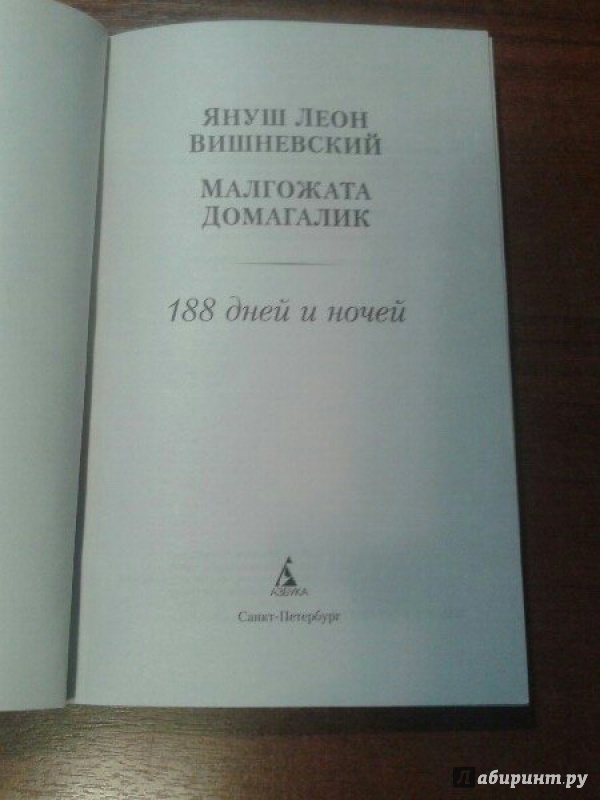 Януш Леон
Вишневский
Малгожата
Домагалик
188 дней и ночей
АЗБУКА
Санкт-Петербург
Лабиринт.ру